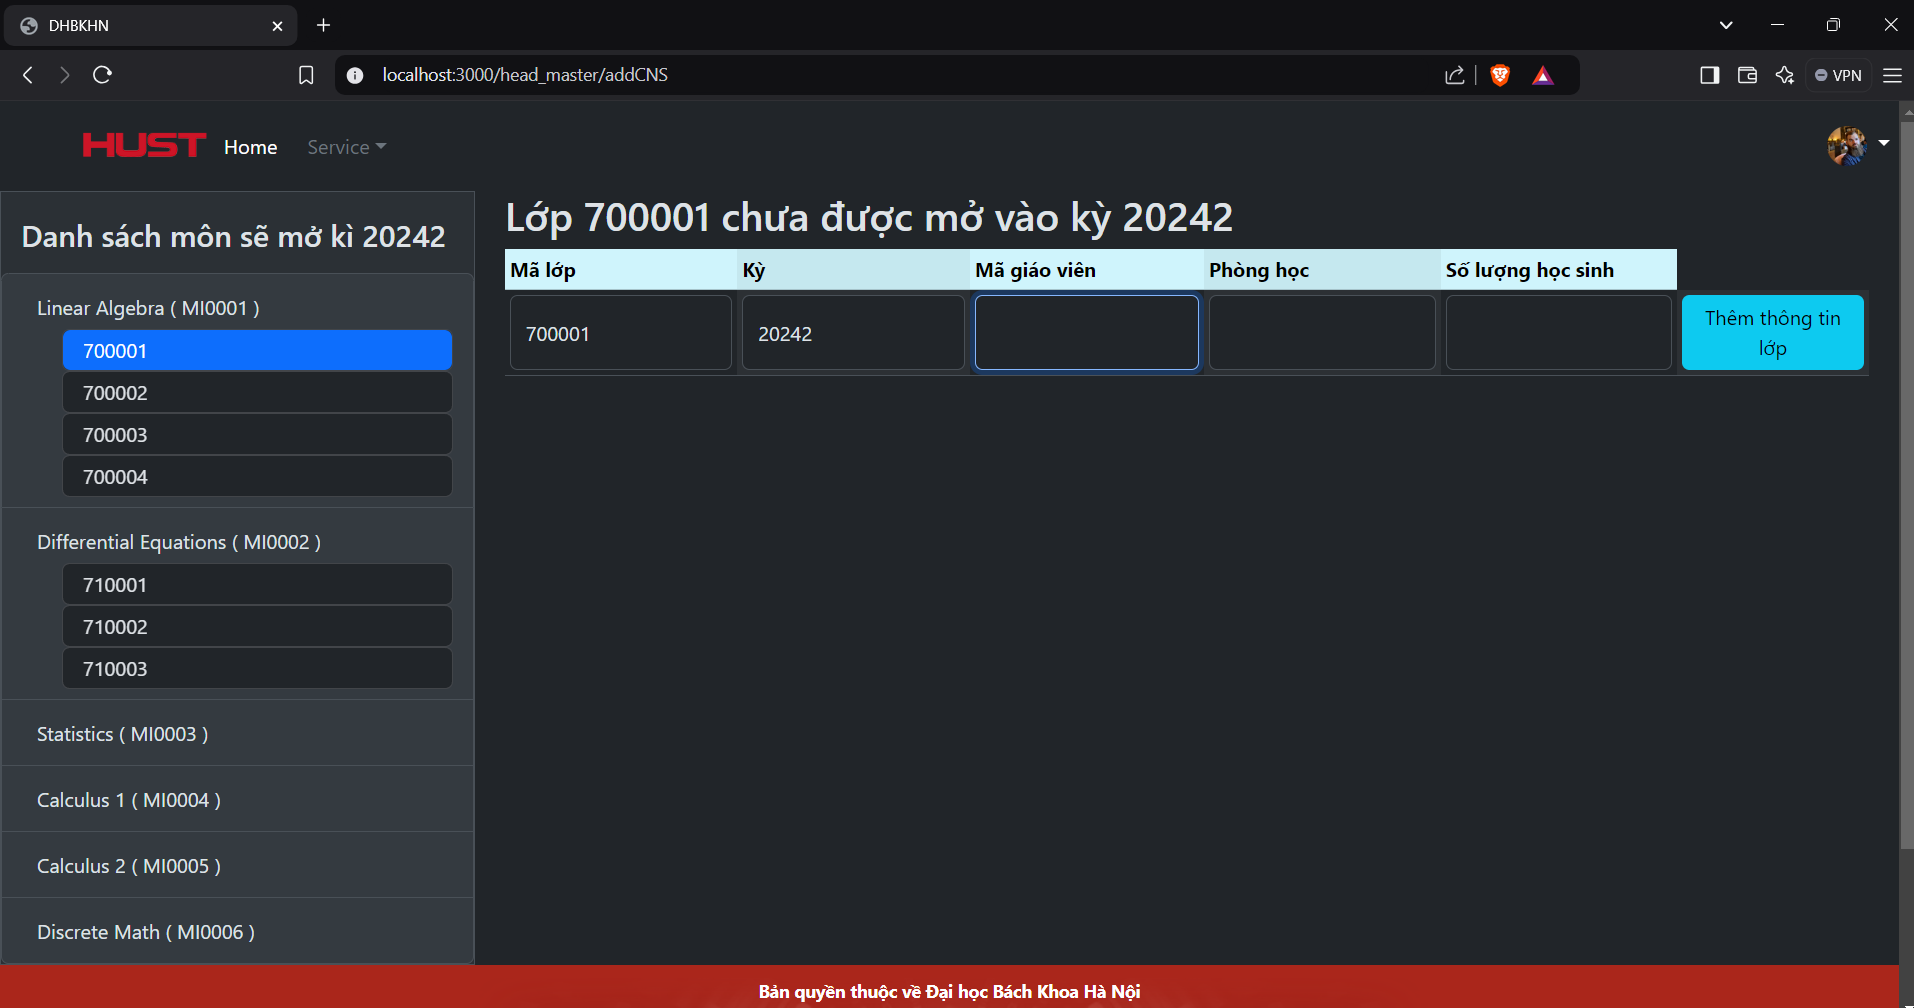 DHBKHN
localhost:3000/head_master/addCNS
VPN
HUST
Home
Service
Danh sách môn sẽ mở kì 20242
Linear Algebra ( MI0001 )
700001
700002
700003
700004
Differential Equations ( MI0002 )
710001
710002
710003
Statistics ( MI0003 )
Calculus 1 ( MI0004 )
Calculus 2 ( MI0005 )
Discrete Math ( MI0006 )
Lớp 700001 chưa được mở vào kỳ 20242
Mã lớp Kỳ Mã giáo viên Phòng học Số lượng học sinh
700001 20242
Thêm thông tin
lớp
Bản quyền thuộc về Đại học Bách Khoa Hà Nội